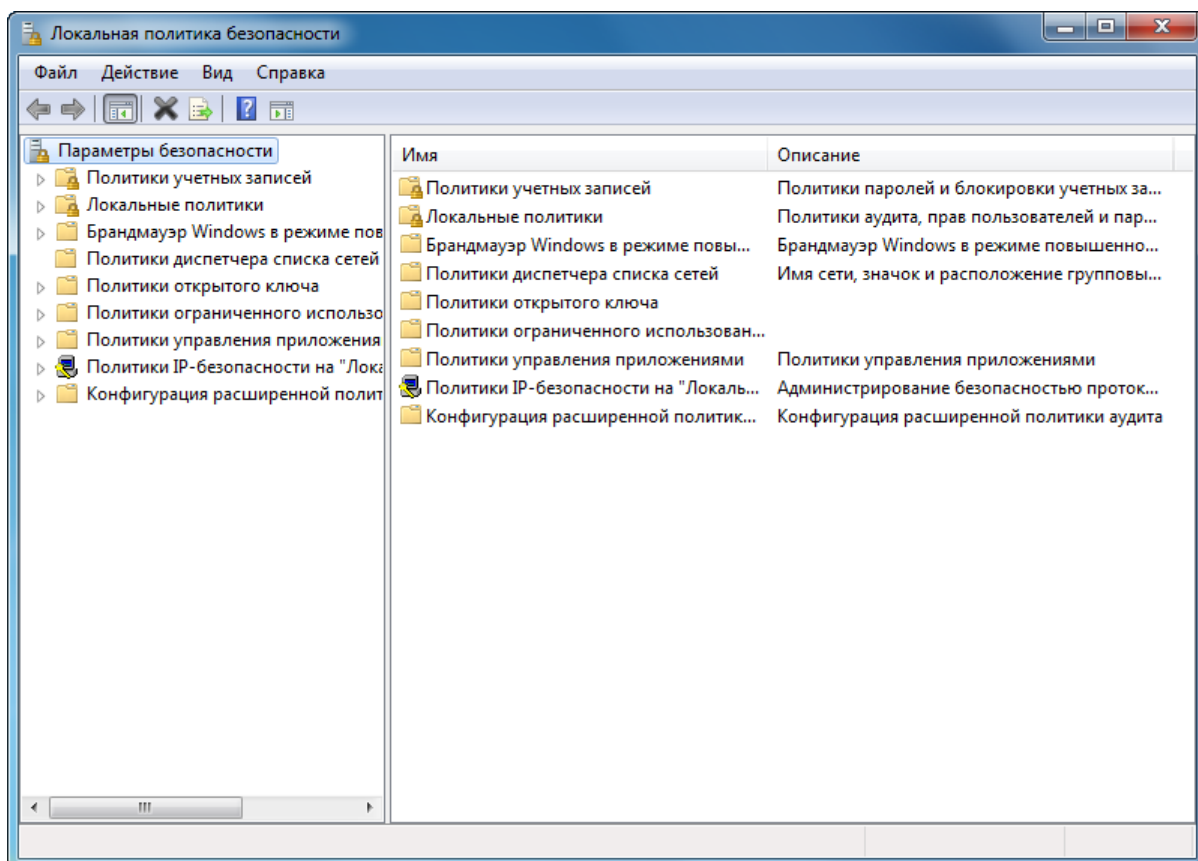 Локальная политика безопасности
Файл Действие Вид Справка
Параметры безопасности
Политики учетных записей
Локальные политики
Брандмауэр Windows в режиме пов
Политики диспетчера списка сетей
Политики открытого ключа
Политики ограниченного использо
Политики управления приложения
Политики IP-безопасности на "Лока
Конфигурация расширенной полит
Имя Описание
Политики учетных записей Политики паролей и блокировки учетных за...
Локальные политики Политики аудита, прав пользователей и пар...
Брандмауэр Windows в режиме повы... Брандмауэр Windows в режиме повышенно...
Политики диспетчера списка сетей Имя сети, значок и расположение групповы...
Политики открытого ключа
Политики ограниченного использован...
Политики управления приложениями Политики управления приложениями
Политики IP-безопасности на "Локаль... Администрирование безопасностью проток...
Конфигурация расширенной политик... Конфигурация расширенной политики аудита